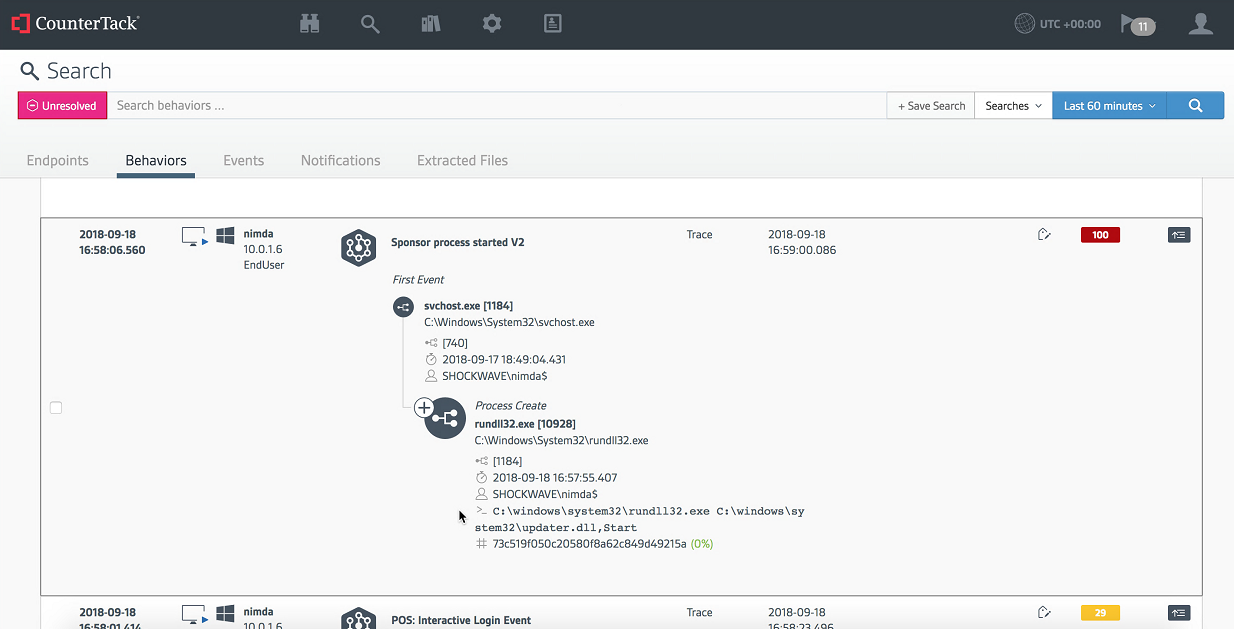 CounterTack
UTC +00:00
11
Search
Unresolved
Search behaviors ...
+ Save Search
Searches
Last 60 minutes
Endpoints
Behaviors
Events
Notifications
Extracted Files
2018-09-18
16:58:06.560
nimda
10.0.1.6
EndUser
Sponsor process started V2
Trace
2018-09-18
16:59:00.086
100
First Event
svchost.exe [1184]
C:\Windows\System32\svchost.exe
[740]
2018-09-17 18:49:04.431
SHOCKWAVE\nimda$
Process Create
rundll32.exe [10928]
C:\Windows\System32\rundll32.exe
[1184]
2018-09-18 16:57:55.407
SHOCKWAVE\nimda$
C:\windows\system32\rundll32.exe C:\windows\sy
stem32\updater.dll,Start
73c519f050c20580f8a62c849d49215a (0%)
2018-09-18
16:58:01.414
nimda
10.0.1.6
POS: Interactive Login Event
Trace
2018-09-18
16:58:23.496
29